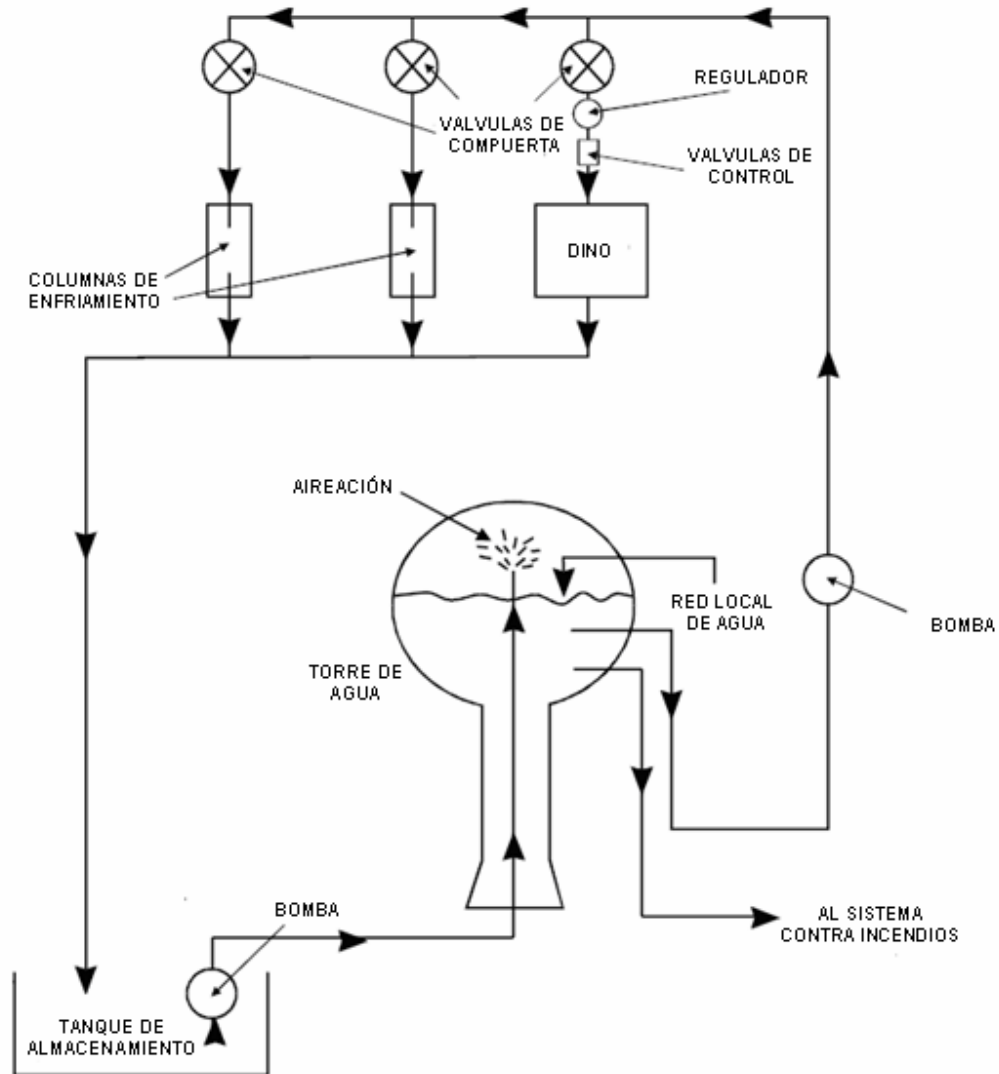 REGULADOR
VALVULAS DE
COMPUERTA
VALVULAS DE
CONTROL
COLUMNAS DE
ENFRIAMIENTO
DINO
AIREACIÓN
RED LOCAL
DE AGUA
BOMBA
TORRE DE
AGUA
BOMBA
AL SISTEMA
CONTRA INCENDIOS
TANQUE DE
ALMACENAMIENTO